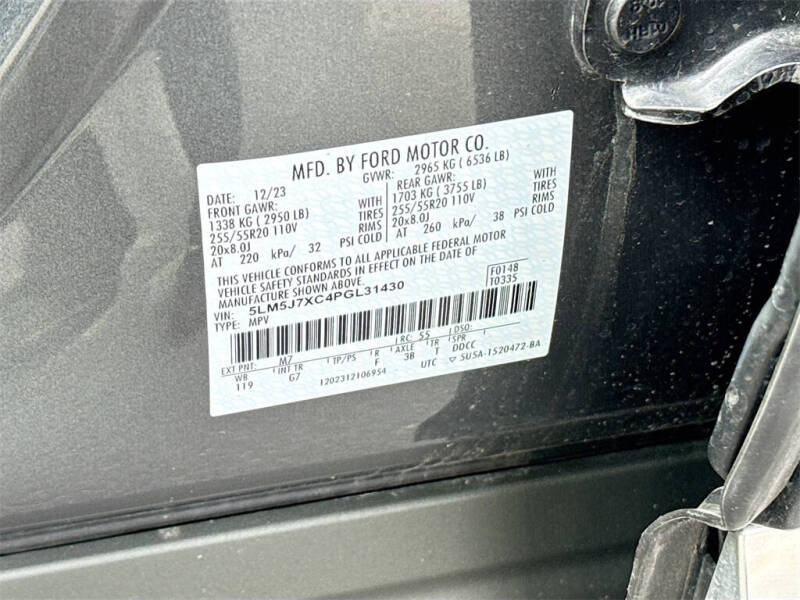 MFD. BY FORD MOTOR CO.
DATE: 12/23 GVWR: 2965 KG ( 6536 LB)
FRONT GAWR: WITH REAR GAWR: WITH
1338 KG ( 2950 LB) TIRES 1703 KG ( 3755 LB) TIRES
255/55R20 110V RIMS 255/55R20 110V RIMS
20x8.0J 20x8.0J
AT 220 kPa/ 32 PSI COLD AT 260 kPa/ 38 PSI COLD
THIS VEHICLE CONFORMS TO ALL APPLICABLE FEDERAL MOTOR
VEHICLE SAFETY STANDARDS IN EFFECT ON THE DATE OF
MANUFACTURE SHOWN ABOVE. F0148
VIN: 5LM5J7XC4PGL31430 T0335
TYPE: MPV
EXT PNT: M7 RC: 55 DSO:
WB INT TR TP/PS R AXLE TR SPR
119 G7 F 3B T DDCC
1202312106954 UTC ▽ SUSA-1520472-BA